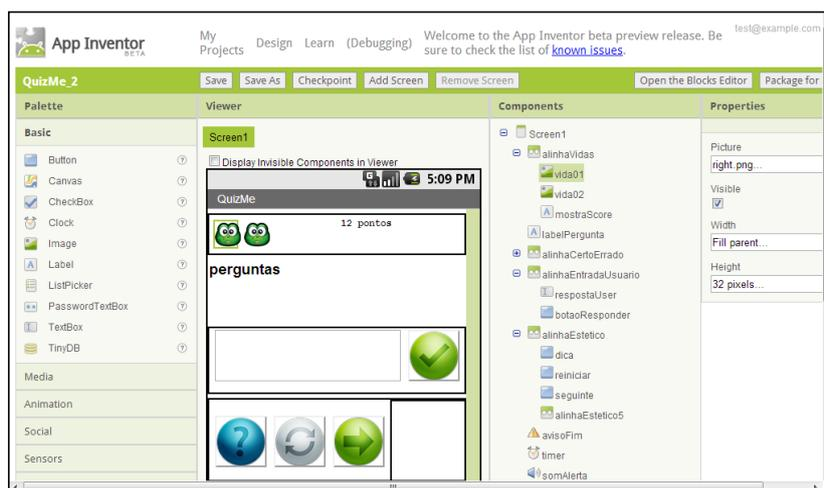 App Inventor
BETA
My Projects
Design
Learn
(Debugging)
Welcome to the App Inventor beta preview release. Be
sure to check the list of known issues.
test@example.com
QuizMe_2
Save
Save As
Checkpoint
Add Screen
Remove Screen
Open the Blocks Editor
Package for
Palette
Basic
Button
Canvas
CheckBox
Clock
Image
Label
ListPicker
PasswordTextBox
TextBox
TinyDB
Media
Animation
Social
Sensors
Viewer
Screen1
Display Invisible Components in Viewer
5:09 PM
QuizMe
12 pontos
perguntas
Components
Screen1
alinhaVidas
vida01
vida02
mostraScore
labelPergunta
alinhaCertoErrado
alinhaEntradaUsuario
respostaUser
botaoResponder
alinhaEstetico
dica
reiniciar
seguinte
alinhaEstetico5
avisoFim
timer
somAlerta
Properties
Picture
right.png...
Visible
Width
Fill parent...
Height
32 pixels...